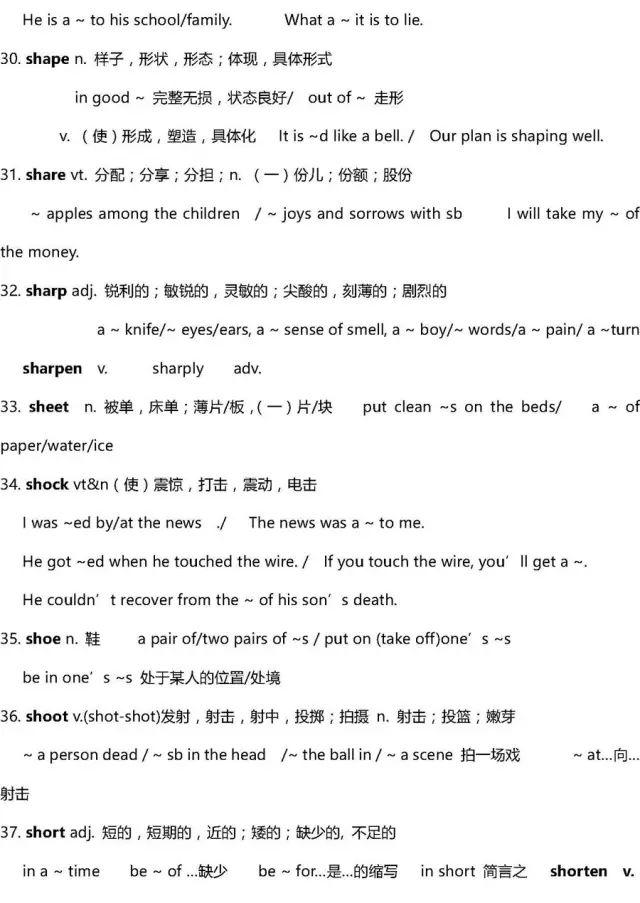 He is a ~ to his school/family. What a ~ it is to lie.
30. shape n. 样子，形状，形态；体现，具体形式
in good ~ 完整无损，状态良好/ out of ~ 走形
v. （使）形成，塑造，具体化 It is ~d like a bell. / Our plan is shaping well.
31. share vt. 分配；分享；分担；n. （一）份儿；份额；股份
~ apples among the children / ~ joys and sorrows with sb I will take my ~ of
the money.
32. sharp adj. 锐利的；敏锐的，灵敏的；尖酸的，刻薄的；剧烈的
a ~ knife/~ eyes/ears, a ~ sense of smell, a ~ boy/~ words/a ~ pain/ a ~turn
sharpen v. sharply adv.
33. sheet n. 被单，床单；薄片/板，（一）片/块 put clean ~s on the beds/ a ~ of
paper/water/ice
34. shock vt&n（使）震惊，打击，震动，电击
I was ~ed by/at the news ./ The news was a ~ to me.
He got ~ed when he touched the wire. / If you touch the wire, you’ll get a ~.
He couldn’t recover from the ~ of his son’s death.
35. shoe n. 鞋 a pair of/two pairs of ~s / put on (take off)one’s ~s
be in one’s ~s 处于某人的位置/处境
36. shoot v.(shot-shot)发射，射击，射中，投掷；拍摄 n. 射击；投篮；嫩芽
~ a person dead / ~ sb in the head /~ the ball in / ~ a scene 拍一场戏 ~ at…向…
射击
37. short adj. 短的，短期的，近的；矮的；缺少的, 不足的
in a ~ time be ~ of …缺少 be ~ for…是…的缩写 in short 简言之 shorten v.